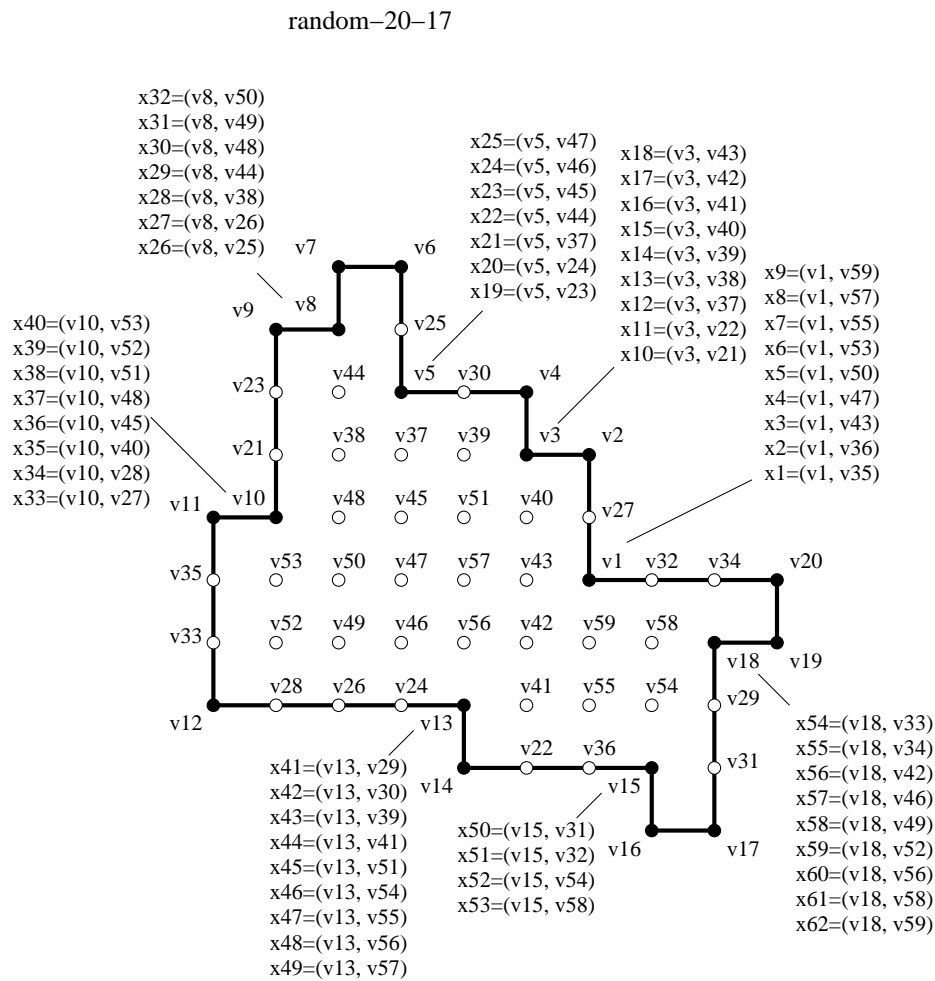 random−20−17
x32=(v8, v50)
x31=(v8, v49)
x30=(v8, v48)
x29=(v8, v44)
x28=(v8, v38)
x27=(v8, v26)
x26=(v8, v25)
x25=(v5, v47)
x24=(v5, v46)
x23=(v5, v45)
x22=(v5, v44)
x21=(v5, v37)
x20=(v5, v24)
x19=(v5, v23)
x18=(v3, v43)
x17=(v3, v42)
x16=(v3, v41)
x15=(v3, v40)
x14=(v3, v39)
x13=(v3, v38)
x12=(v3, v37)
x11=(v3, v22)
x10=(v3, v21)
x9=(v1, v59)
x8=(v1, v57)
x7=(v1, v55)
x6=(v1, v53)
x5=(v1, v50)
x4=(v1, v47)
x3=(v1, v43)
x2=(v1, v36)
x1=(v1, v35)
x40=(v10, v53)
x39=(v10, v52)
x38=(v10, v51)
x37=(v10, v48)
x36=(v10, v45)
x35=(v10, v40)
x34=(v10, v28)
x33=(v10, v27)
v7 v6
v9 v8 v25
v23 v44 v5 v30 v4
v21 v38 v37 v39 v3 v2
v11 v10 v48 v45 v51 v40 v27
v35 v53 v50 v47 v57 v43 v1 v32 v34 v20
v33 v52 v49 v46 v56 v42 v59 v58 v18 v19
v12 v28 v26 v24 v13 v41 v55 v54 v29
v14 v22 v36 v15 v31
v16 v17
x41=(v13, v29)
x42=(v13, v30)
x43=(v13, v39)
x44=(v13, v41)
x45=(v13, v51)
x46=(v13, v54)
x47=(v13, v55)
x48=(v13, v56)
x49=(v13, v57)
x50=(v15, v31)
x51=(v15, v32)
x52=(v15, v54)
x53=(v15, v58)
x54=(v18, v33)
x55=(v18, v34)
x56=(v18, v42)
x57=(v18, v46)
x58=(v18, v49)
x59=(v18, v52)
x60=(v18, v56)
x61=(v18, v58)
x62=(v18, v59)